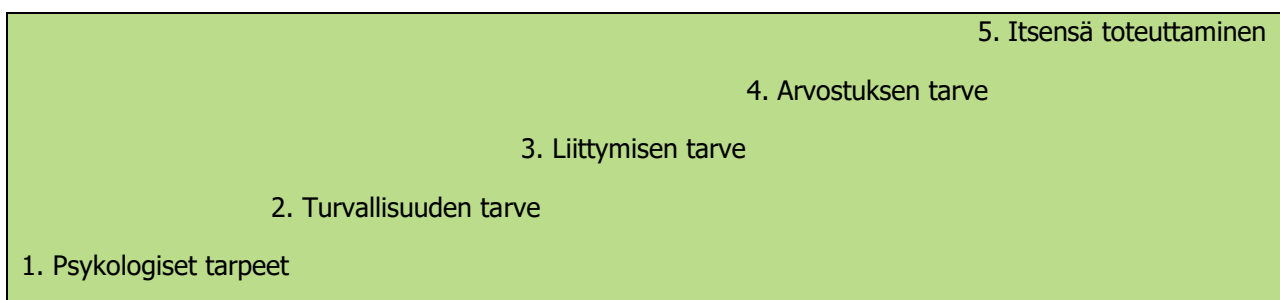 5. Itsensä toteuttaminen
4. Arvostuksen tarve
3. Liittymisen tarve
2. Turvallisuuden tarve
1. Psykologiset tarpeet